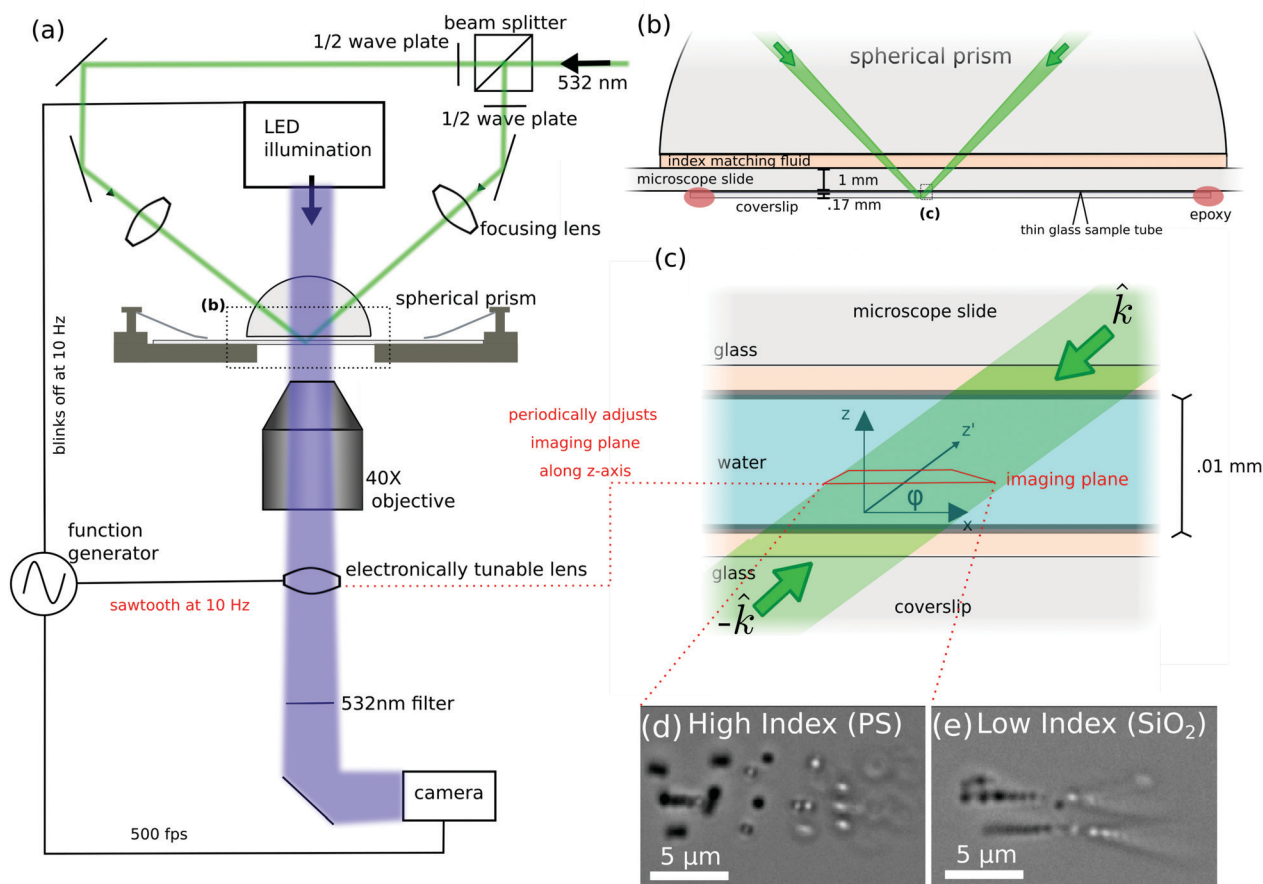 (a)
beam splitter
1/2 wave plate
532 nm
1/2 wave plate
LED
illumination
focusing lens
spherical prism
(b)
blinks off at 10 Hz
40X
objective
function
generator
electronically tunable lens
sawtooth at 10 Hz
532nm filter
camera
500 fps
periodically adjusts
imaging plane
along z-axis
(b)
spherical prism
index matching fluid
microscope slide
1 mm
.17 mm
coverslip
(c)
epoxy
thin glass sample tube
(c)
microscope slide
k̂
glass
z
z'
water
.01 mm
imaging plane
φ
x
glass
coverslip
-k̂
(d) High Index (PS)
5 μm
(e) Low Index (SiO₂)
5 μm